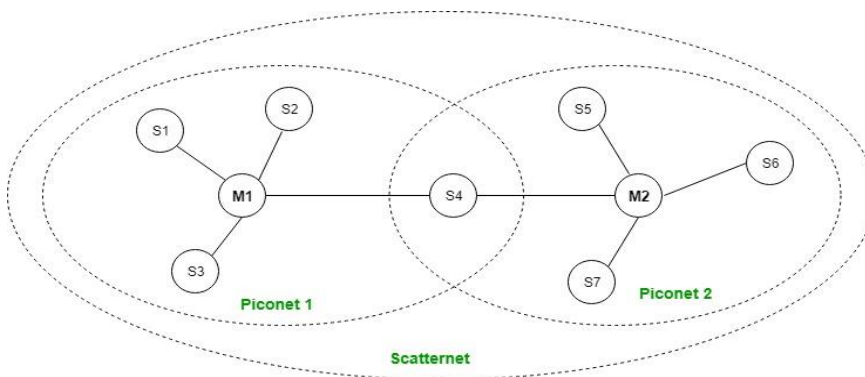 S1
S2
M1
S3
S4
S5
S6
M2
S7
Piconet 1
Piconet 2
Scatternet